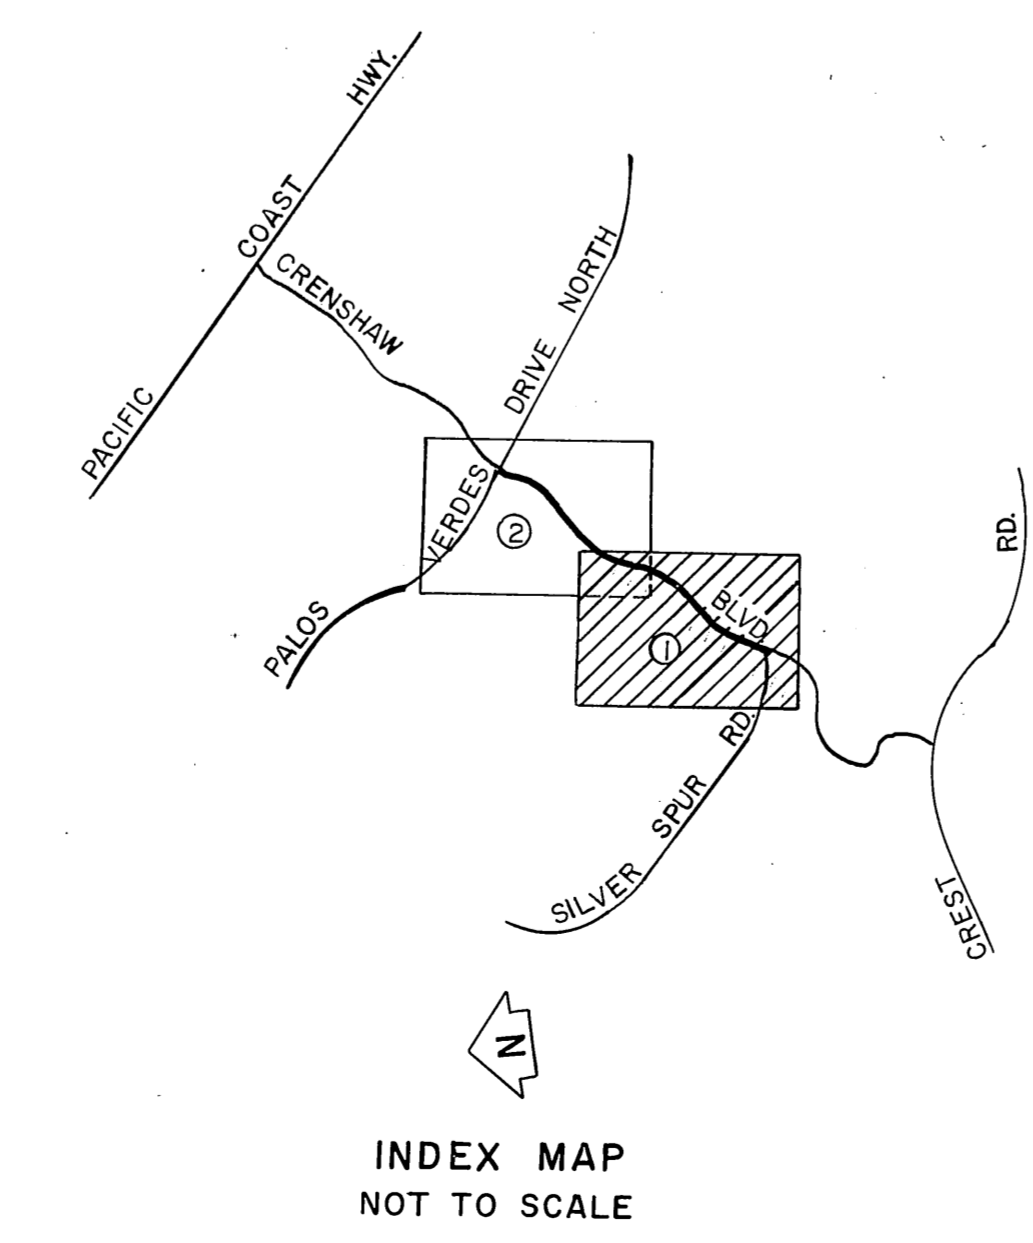 PACIFIC COAST HWY.
CRENSHAW BLVD.
PALOS VERDES DRIVE NORTH
2
1
SILVER SPUR RD.
CREST RD.
N
INDEX MAP
NOT TO SCALE